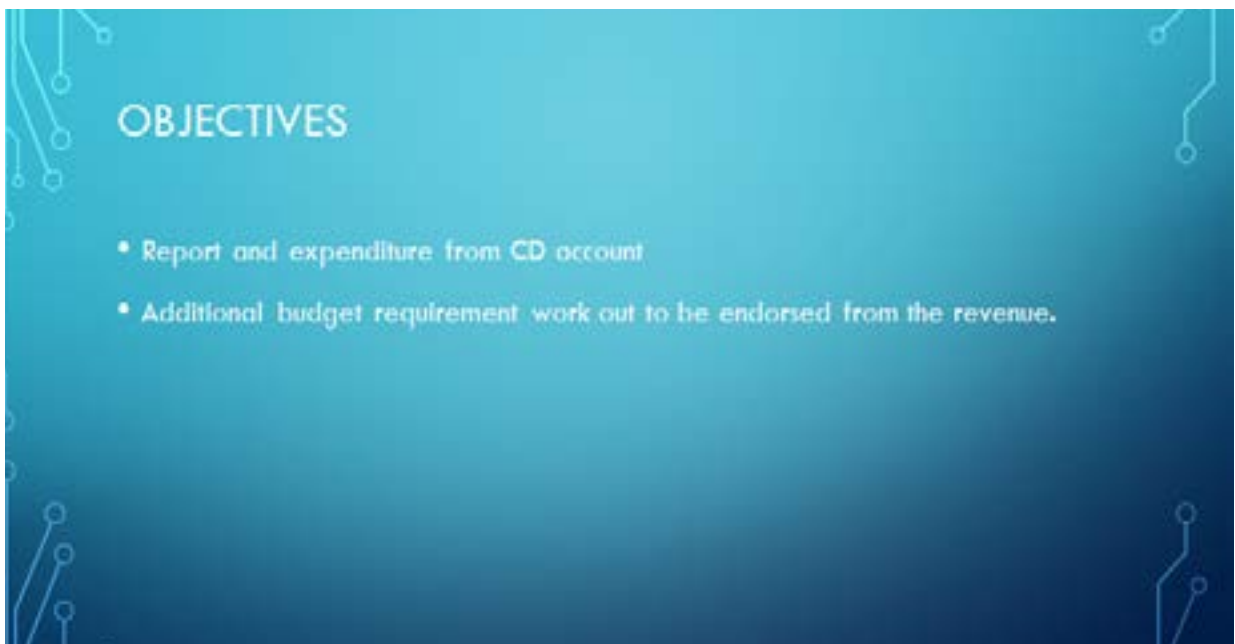 OBJECTIVES
• Report and expenditure from CD account
• Additional budget requirement work out to be endorsed from the revenue.